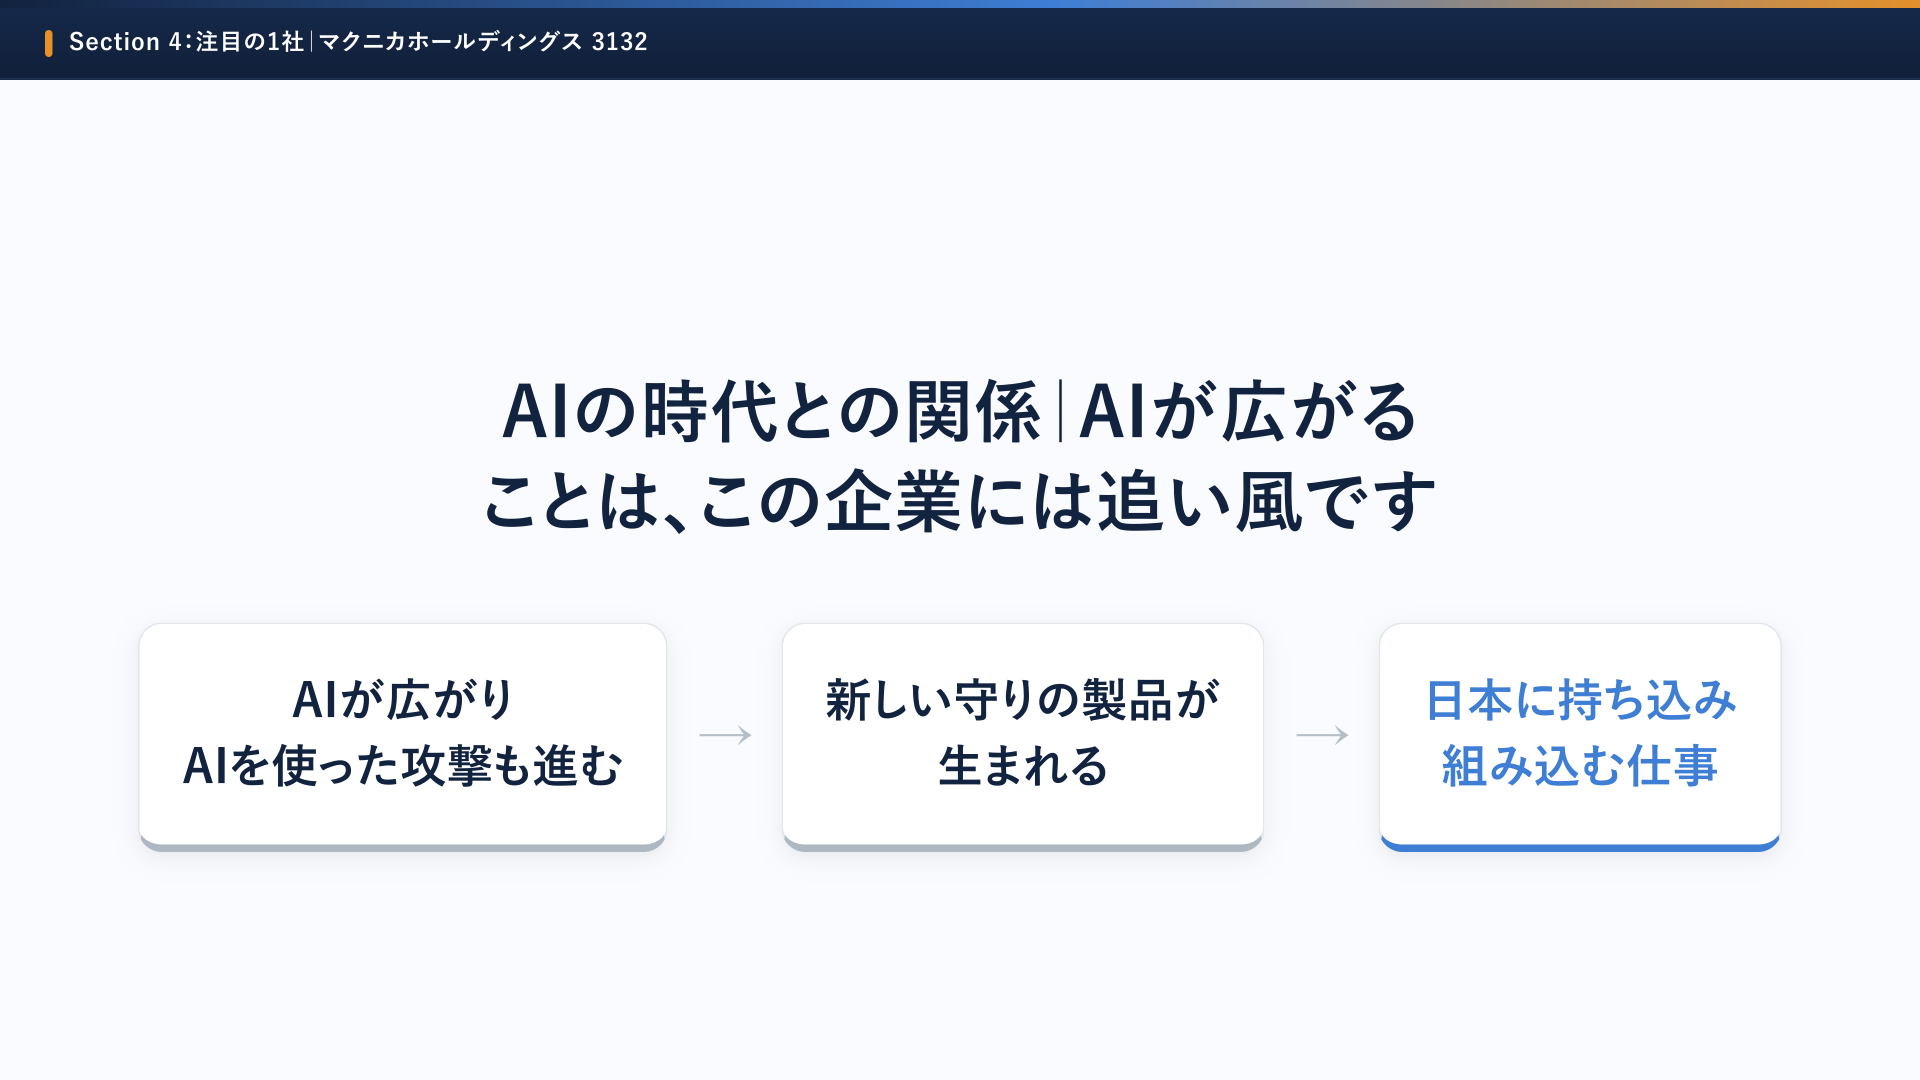 Section 4：注目の1社｜マクニカホールディングス 3132
AIの時代との関係｜AIが広がる
ことは、この企業には追い風です
AIが広がり
AIを使った攻撃も進む
→
新しい守りの製品が
生まれる
→
日本に持ち込み
組み込む仕事